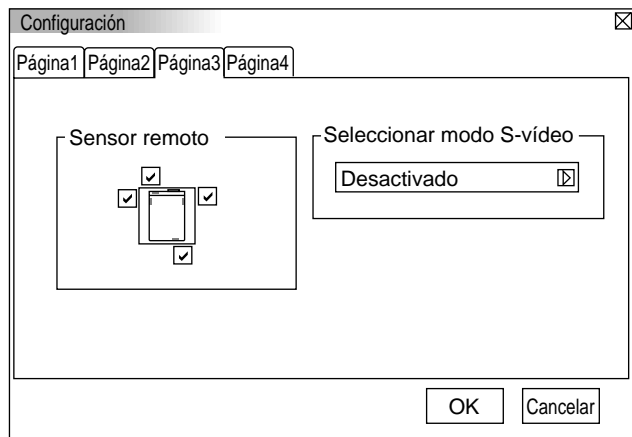 Configuración
Página1 Página2 Página3 Página4
Sensor remoto
Seleccionar modo S-vídeo
Desactivado
OK Cancelar